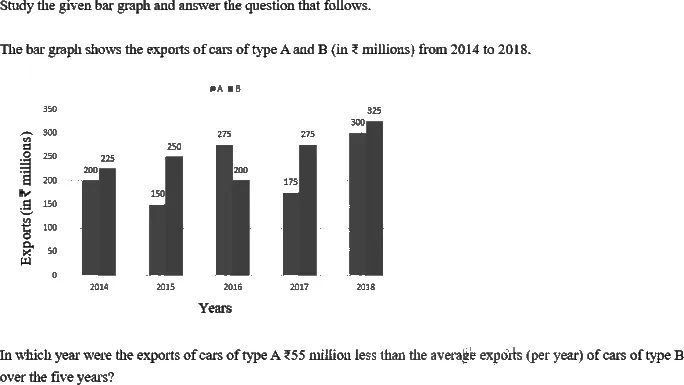 Study the given bar graph and answer the question that follows.
The bar graph shows the exports of cars of type A and B (in ₹ millions) from 2014 to 2018.
A B
350
300
250
200
150
100
50
0
Exports (in ₹ millions)
200 225
150 250
275 200
175 275
300 325
2014 2015 2016 2017 2018
Years
In which year were the exports of cars of type A ₹55 million less than the average exports (per year) of cars of type B
over the five years?